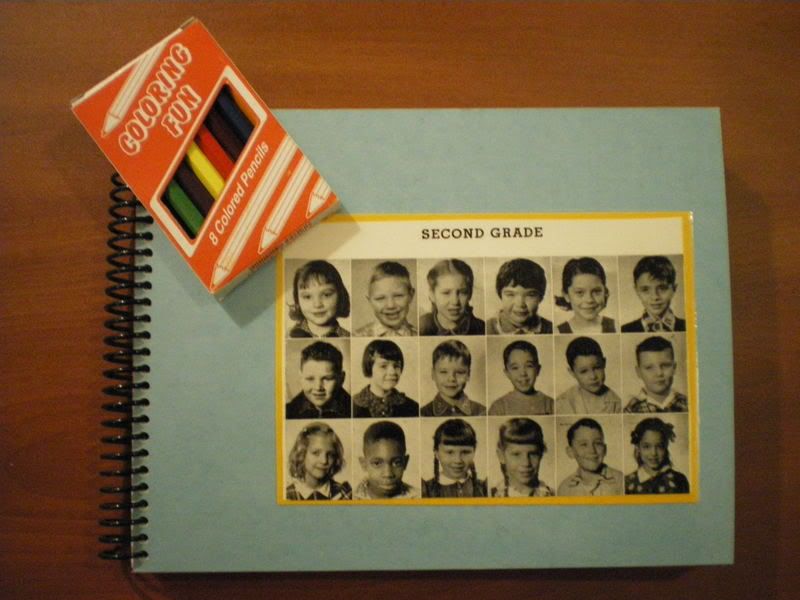 COLORING
FUN
8 Colored Pencils
SECOND GRADE